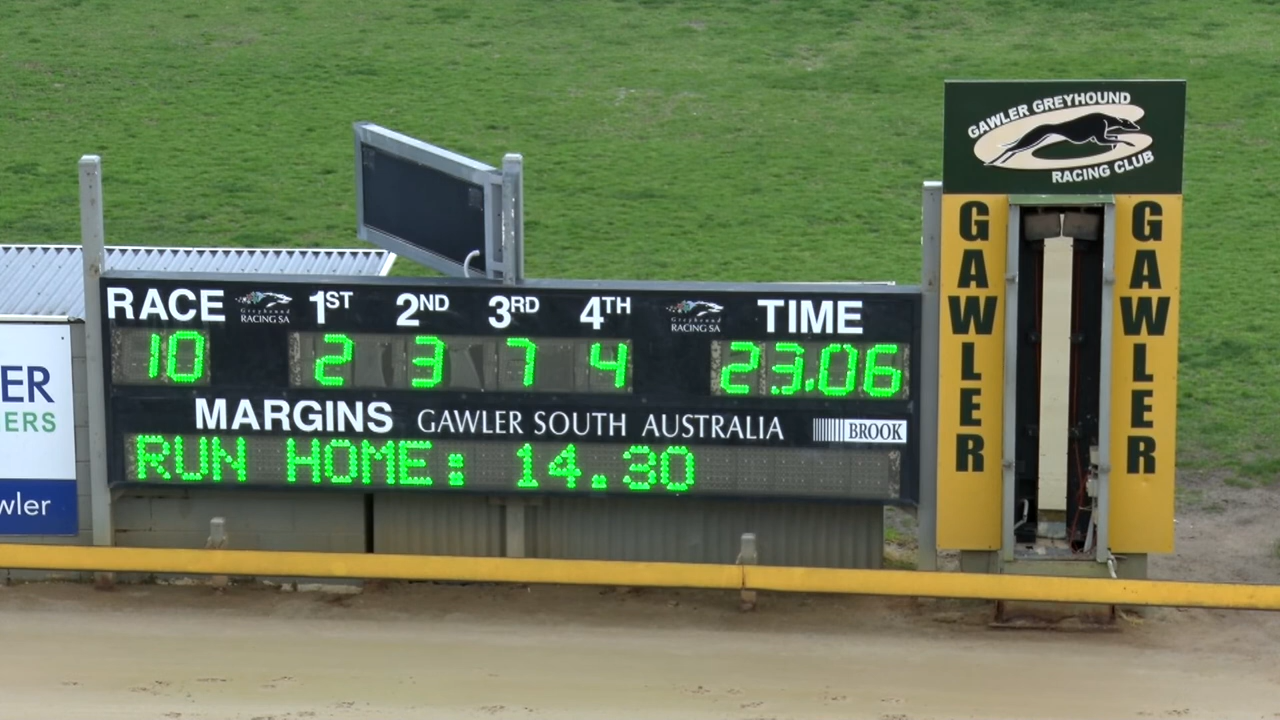 GAWLER GREYHOUND
RACING CLUB
GAWLER
GAWLER
RACE
Greyhound
RACING SA
1ST
2ND
3RD
4TH
Greyhound
RACING SA
TIME
10
2
3
7
4
23.06
MARGINS
GAWLER SOUTH AUSTRALIA
BROOK
RUN HOME: 14.30
ER
NERS
wler